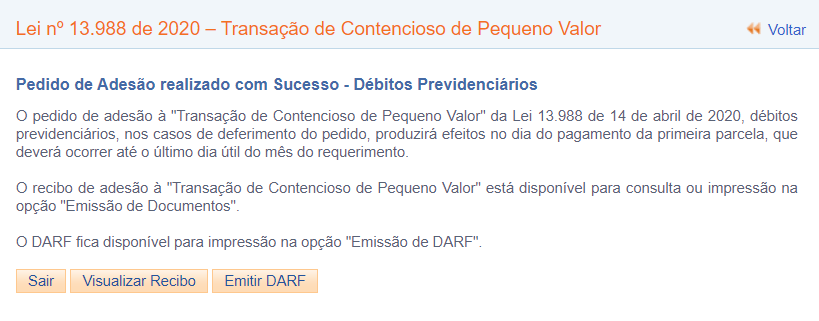 Lei nº 13.988 de 2020 – Transação de Contencioso de Pequeno Valor
Voltar
Pedido de Adesão realizado com Sucesso - Débitos Previdenciários
O pedido de adesão à "Transação de Contencioso de Pequeno Valor" da Lei 13.988 de 14 de abril de 2020, débitos
previdenciários, nos casos de deferimento do pedido, produzirá efeitos no dia do pagamento da primeira parcela, que
deverá ocorrer até o último dia útil do mês do requerimento.
O recibo de adesão à "Transação de Contencioso de Pequeno Valor" está disponível para consulta ou impressão na
opção "Emissão de Documentos".
O DARF fica disponível para impressão na opção "Emissão de DARF".
Sair Visualizar Recibo Emitir DARF